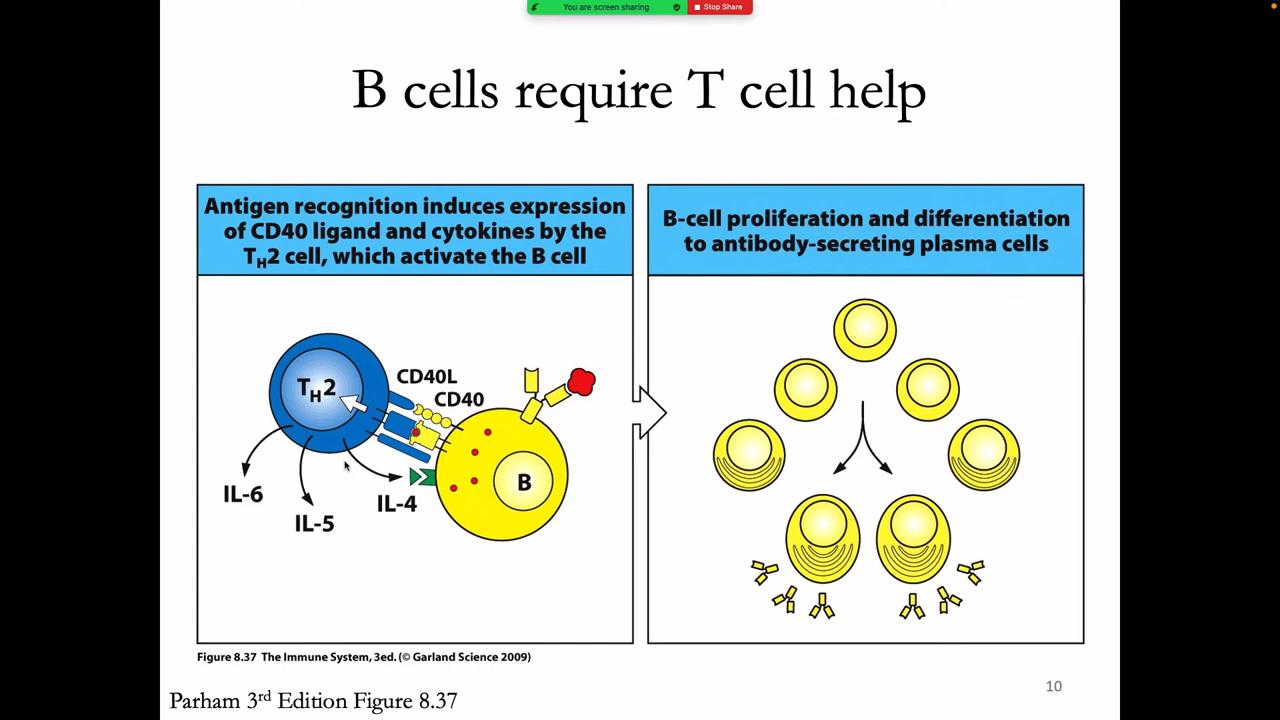 You are screen sharing
Stop Share
B cells require T cell help
Antigen recognition induces expression
of CD40 ligand and cytokines by the
TH2 cell, which activate the B cell
B-cell proliferation and differentiation
to antibody-secreting plasma cells
TH2
CD40L
CD40
B
IL-6
IL-5
IL-4
Figure 8.37 The Immune System, 3ed. (© Garland Science 2009)
Parham 3rd Edition Figure 8.37
10